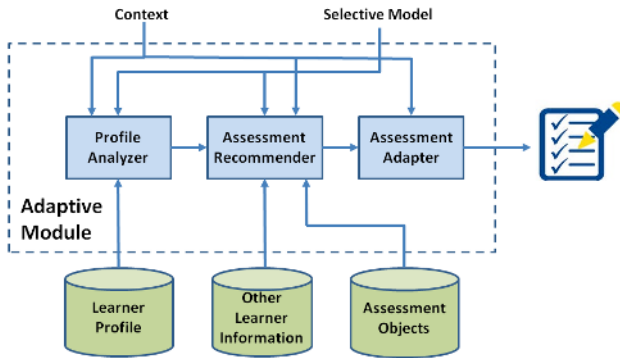 Context
Selective Model
Profile
Analyzer
Assessment
Recommender
Assessment
Adapter
Adaptive
Module
Learner
Profile
Other
Learner
Information
Assessment
Objects